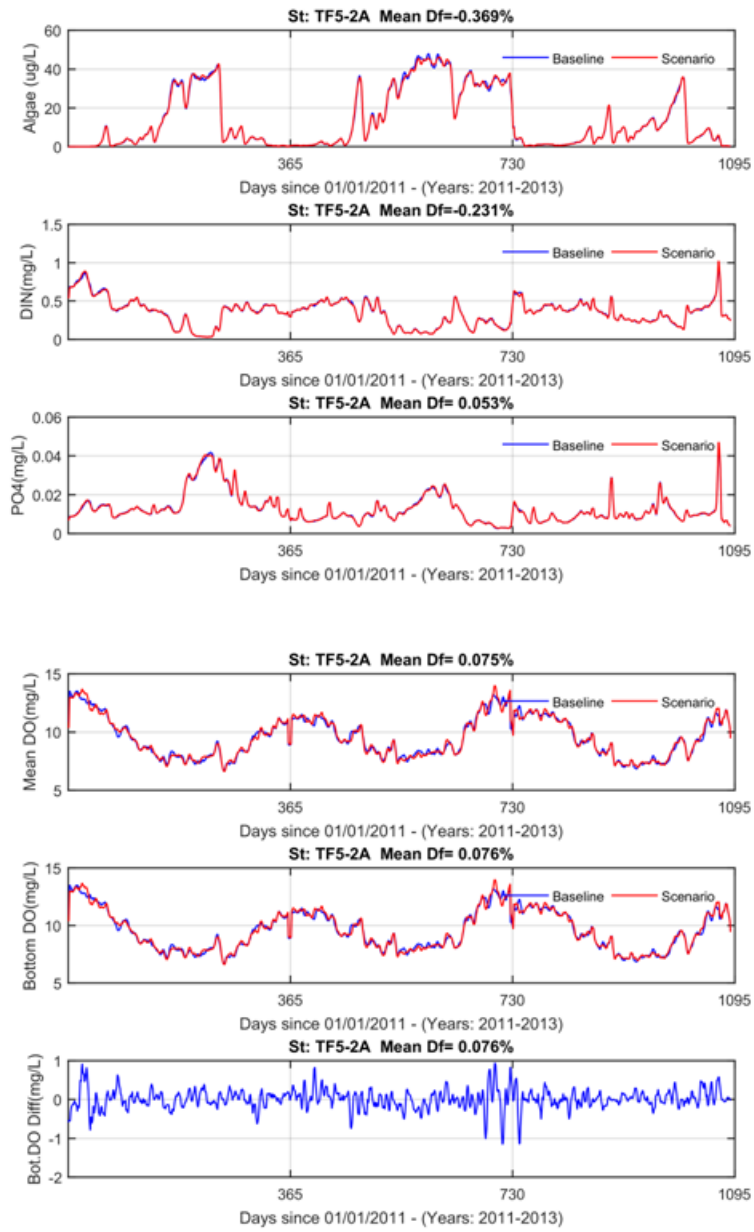 St: TF5-2A Mean Df=-0.369%
60
40
20
0
Algae (ug/L)
Baseline
Scenario
365
730
1095
Days since 01/01/2011 - (Years: 2011-2013)
St: TF5-2A Mean Df=-0.231%
1.5
1
0.5
0
DIN(mg/L)
Baseline
Scenario
365
730
1095
Days since 01/01/2011 - (Years: 2011-2013)
St: TF5-2A Mean Df= 0.053%
0.06
0.04
0.02
0
PO4(mg/L)
Baseline
Scenario
365
730
1095
Days since 01/01/2011 - (Years: 2011-2013)
St: TF5-2A Mean Df= 0.075%
15
10
5
Mean DO(mg/L)
Baseline
Scenario
365
730
1095
Days since 01/01/2011 - (Years: 2011-2013)
St: TF5-2A Mean Df= 0.076%
15
10
5
Bottom DO(mg/L)
Baseline
Scenario
365
730
1095
Days since 01/01/2011 - (Years: 2011-2013)
St: TF5-2A Mean Df= 0.076%
1
0
-1
-2
Bot.DO Diff(mg/L)
365
730
1095
Days since 01/01/2011 - (Years: 2011-2013)